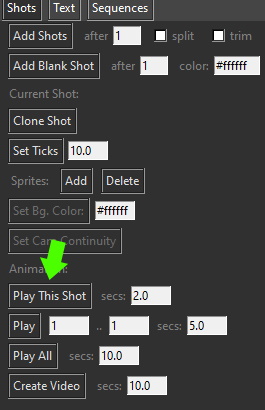 Shots Text Sequences
Add Shots after 1 split trim
Add Blank Shot after 1 color: #ffffff
Current Shot:
Clone Shot
Set Ticks 10.0
Sprites: Add Delete
Set Bg. Color: #ffffff
Set Cam Continuity
Animation:
Play This Shot secs: 2.0
Play 1 .. 1 secs: 5.0
Play All secs: 10.0
Create Video secs: 10.0